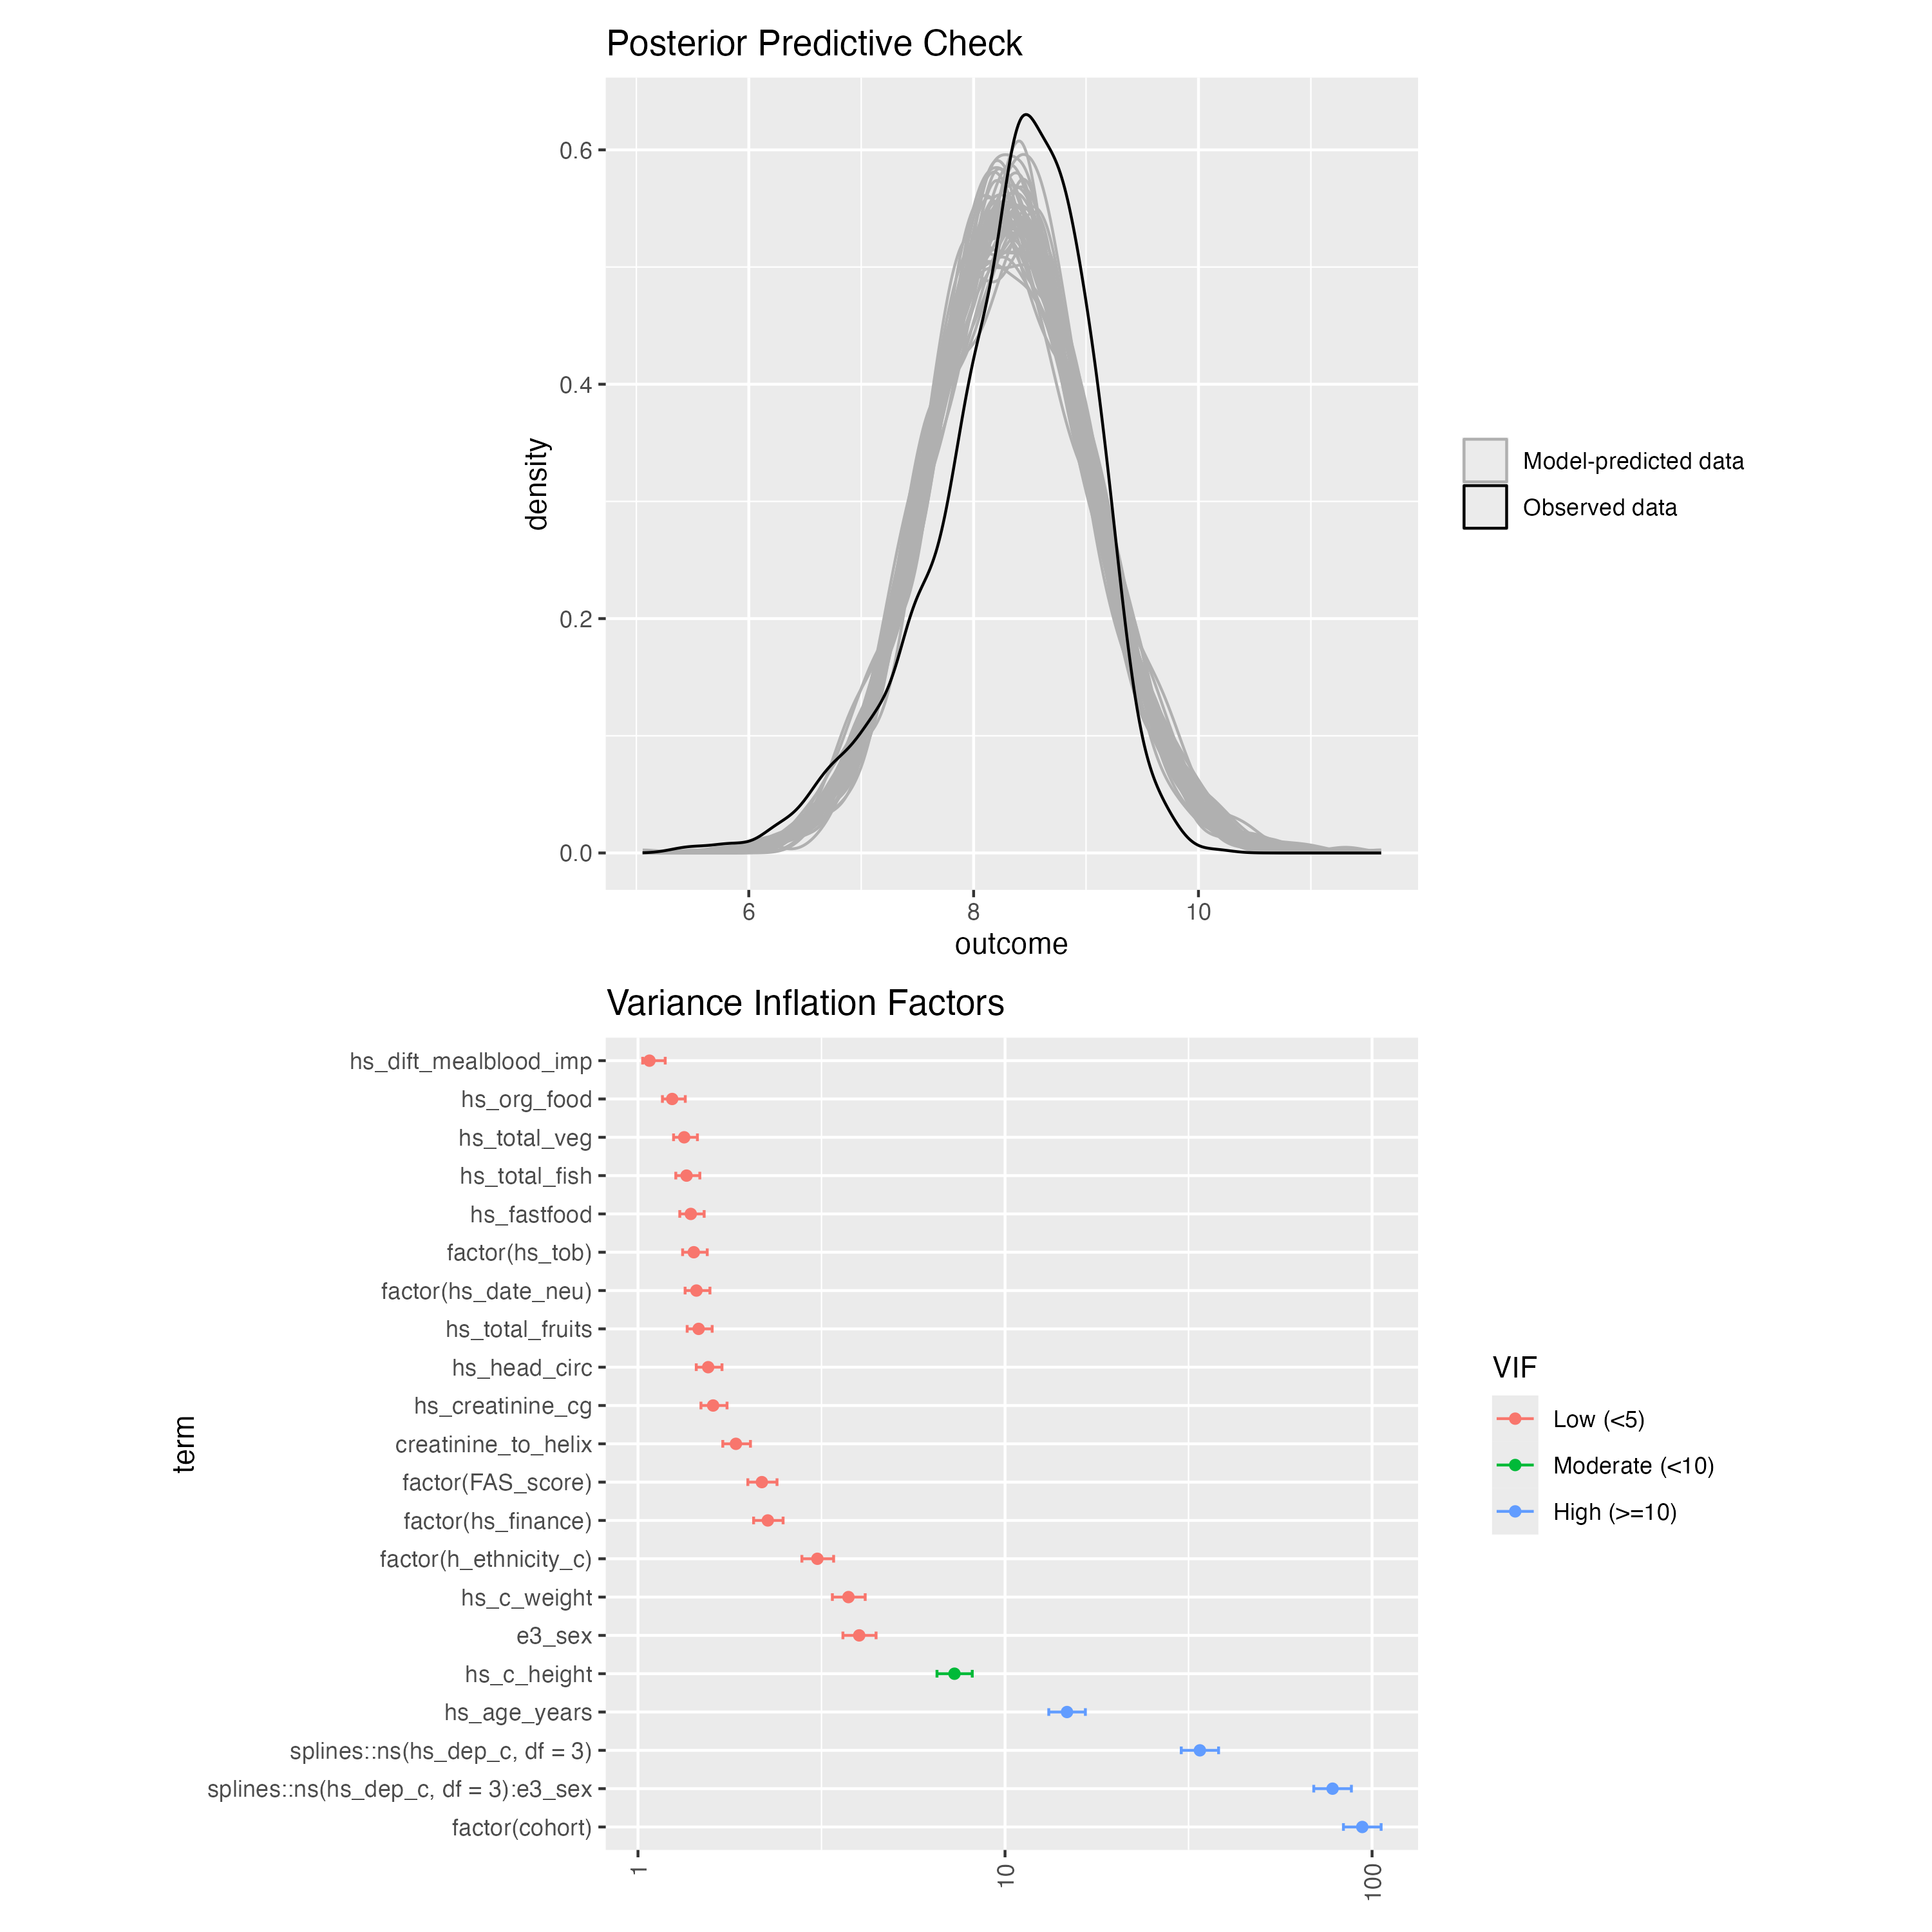 Posterior Predictive Check
0.6
0.4
0.2
0.0
density
6
8
10
outcome
Model-predicted data
Observed data
Variance Inflation Factors
term
hs_dift_mealblood_imp
hs_org_food
hs_total_veg
hs_total_fish
hs_fastfood
factor(hs_tob)
factor(hs_date_neu)
hs_total_fruits
hs_head_circ
hs_creatinine_cg
creatinine_to_helix
factor(FAS_score)
factor(hs_finance)
factor(h_ethnicity_c)
hs_c_weight
e3_sex
hs_c_height
hs_age_years
splines::ns(hs_dep_c, df = 3)
splines::ns(hs_dep_c, df = 3):e3_sex
factor(cohort)
1
10
100
VIF
Low (<5)
Moderate (<10)
High (>=10)